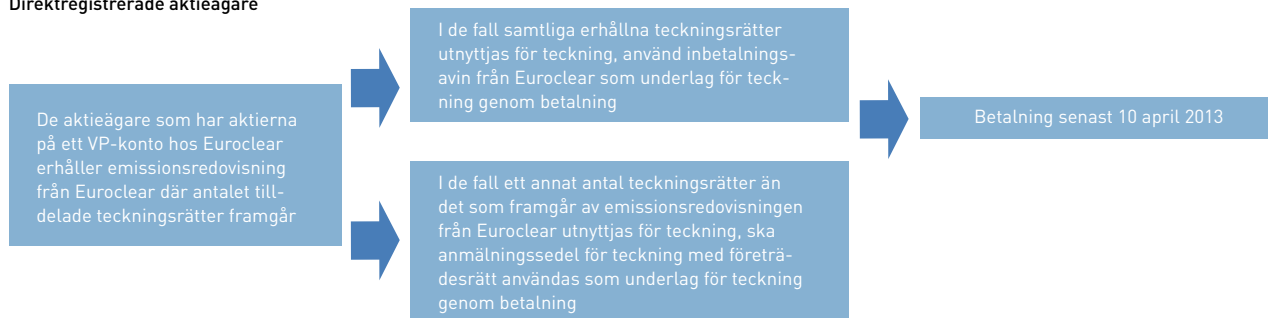 Direktregistrerade aktieägare
De aktieägare som har aktierna
på ett VP-konto hos Euroclear
erhåller emissionsredovisning
från Euroclear där antalet till-
delade teckningsrätter framgår
I de fall samtliga erhållna teckningsrätter
utnyttjas för teckning, använd inbetalnings-
avin från Euroclear som underlag för teck-
ning genom betalning
I de fall ett annat antal teckningsrätter än
det som framgår av emissionsredovisningen
från Euroclear utnyttjas för teckning, ska
anmälningssedel för teckning med företrä-
desrätt användas som underlag för teckning
genom betalning
Betalning senast 10 april 2013